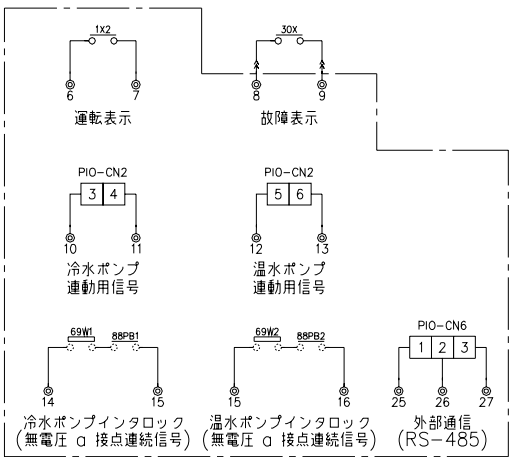 1X2
30X
6 7
8 9
運転表示
故障表示
PIO-CN2
PIO-CN2
3 4
5 6
10 11
12 13
冷水ポンプ
連動用信号
温水ポンプ
連動用信号
69W1 88PB1
69W2 88PB2
PIO-CN6
1 2 3
14 15
15 16
25 26 27
冷水ポンプインタロック
(無電圧 a 接点連続信号)
温水ポンプインタロック
(無電圧 a 接点連続信号)
外部通信
(RS-485)